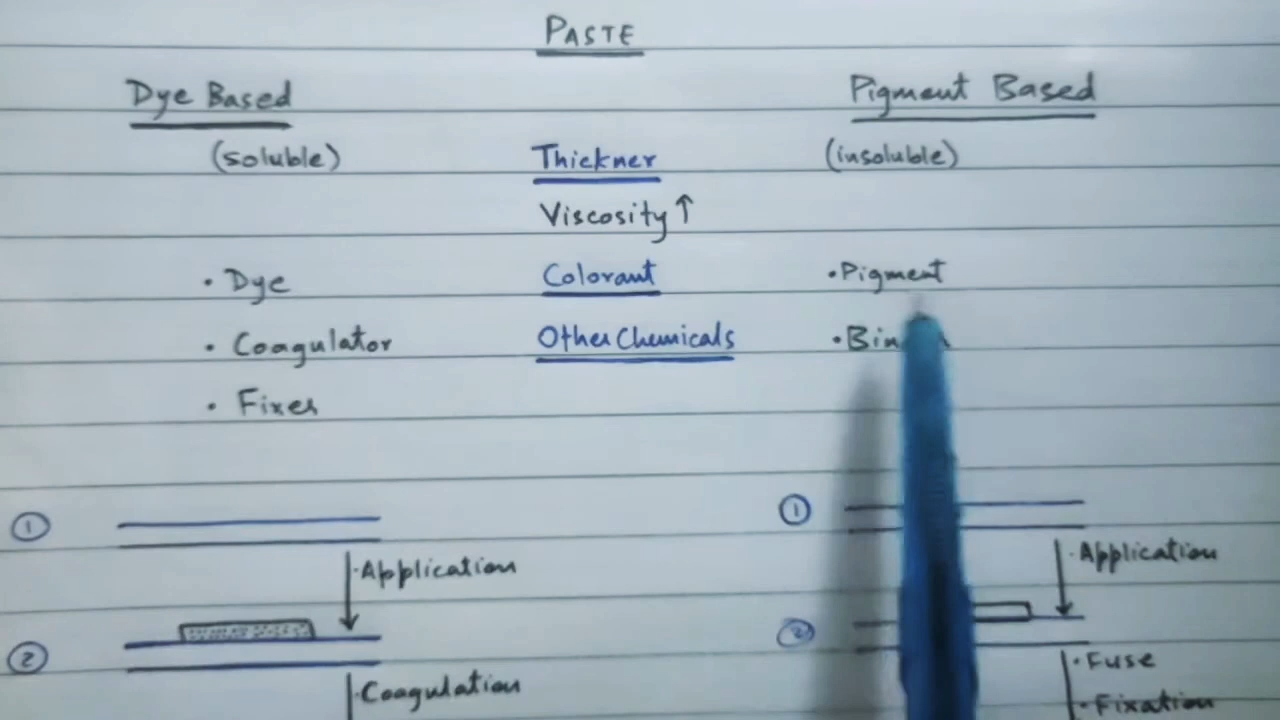 PASTE
Dye Based Pigment Based
(soluble) Thickner (insoluble)
Viscosity ↑
• Dye Colorant • Pigment
• Coagulator Other Chemicals
• Fixer
① ①
• Application • Application
② ②
• Coagulation • Fuse
• Fixation